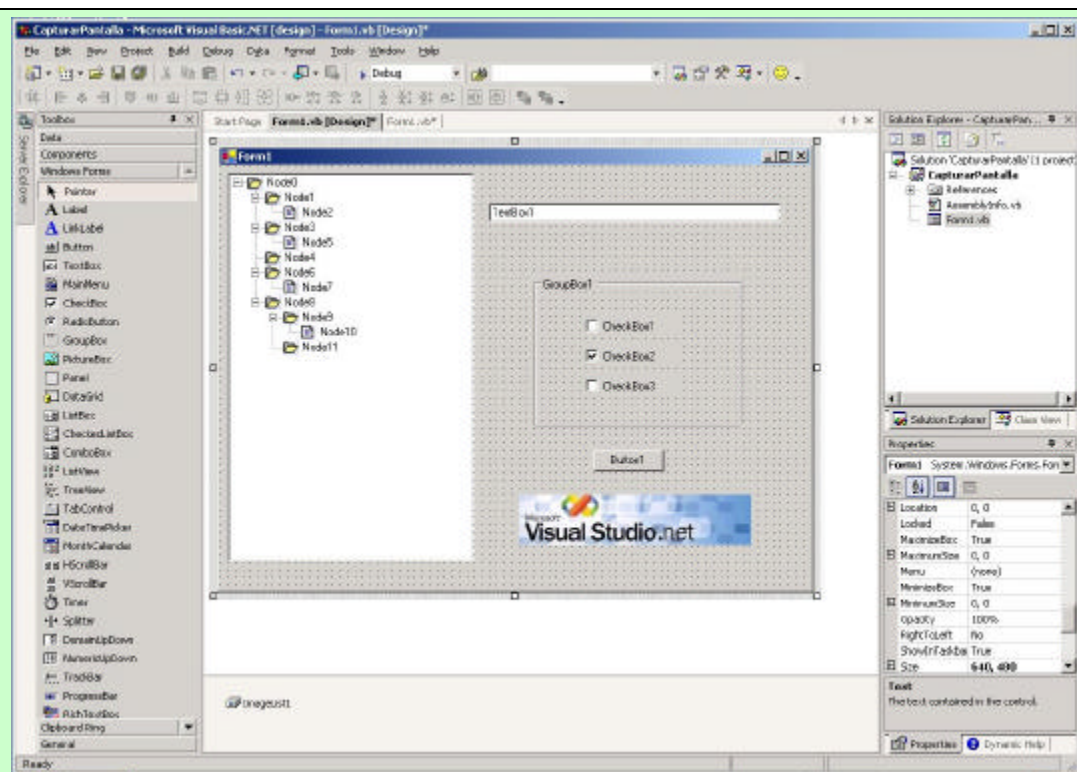 CapturarPantalla - Microsoft Visual Basic.NET [design] - Form1.vb [Design]*
File Edit View Project Build Debug Data Format Tools Window Help
Debug
Toolbox
Start Page Form1.vb [Design]* Form1.vb*
Solution Explorer - CapturarPan...
Server Explorer
Data
Components
Windows Forms
Pointer
Label
LinkLabel
Button
TextBox
MainMenu
CheckBox
RadioButton
GroupBox
PictureBox
Panel
DataGrid
ListBox
CheckedListBox
ComboBox
ListView
TreeView
TabControl
DateTimePicker
MonthCalendar
HScrollBar
VScrollBar
Timer
Splitter
DomainUpDown
NumericUpDown
TrackBar
ProgressBar
RichTextBox
Clipboard Ring
General
Form1
Node0
Node1
Node2
Node3
Node5
Node4
Node6
Node7
Node8
Node9
Node10
Node11
TextBox1
GroupBox1
CheckBox1
CheckBox2
CheckBox3
Button1
Microsoft
Visual Studio.net
Solution 'CapturarPantalla' (1 project
CapturarPantalla
References
AssemblyInfo.vb
Form1.vb
Solution Explorer Class View
Properties
Form1 System.Windows.Forms.For
Location 0, 0
Locked False
MaximizeBox True
MaximumSize 0, 0
Menu (none)
MinimizeBox True
MinimumSize 0, 0
Opacity 100%
RightToLeft No
ShowInTaskba True
Size 640, 480
Text
The text contained in the control.
Properties Dynamic Help
Ready